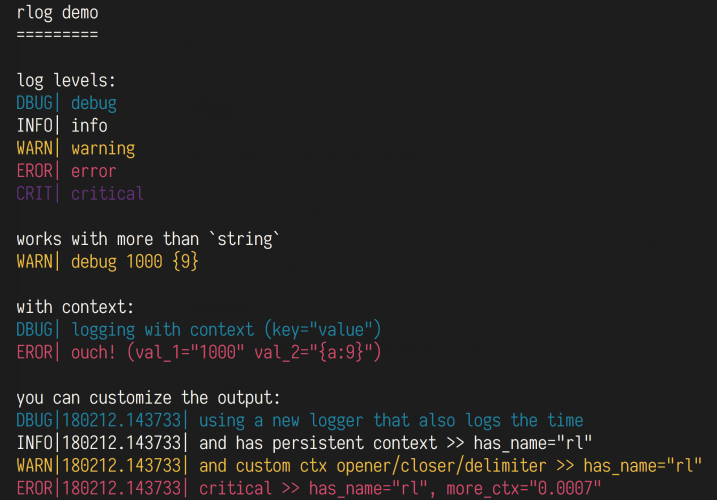 rlog demo
=========
log levels:
DBUG| debug
INFO| info
WARN| warning
EROR| error
CRIT| critical
works with more than `string`
WARN| debug 1000 {9}
with context:
DBUG| logging with context (key="value")
EROR| ouch! (val_1="1000" val_2="{a:9}")
you can customize the output:
DBUG|180212.143733| using a new logger that also logs the time
INFO|180212.143733| and has persistent context >> has_name="rl"
WARN|180212.143733| and custom ctx opener/closer/delimiter >> has_name="rl"
EROR|180212.143733| critical >> has_name="rl", more_ctx="0.0007"